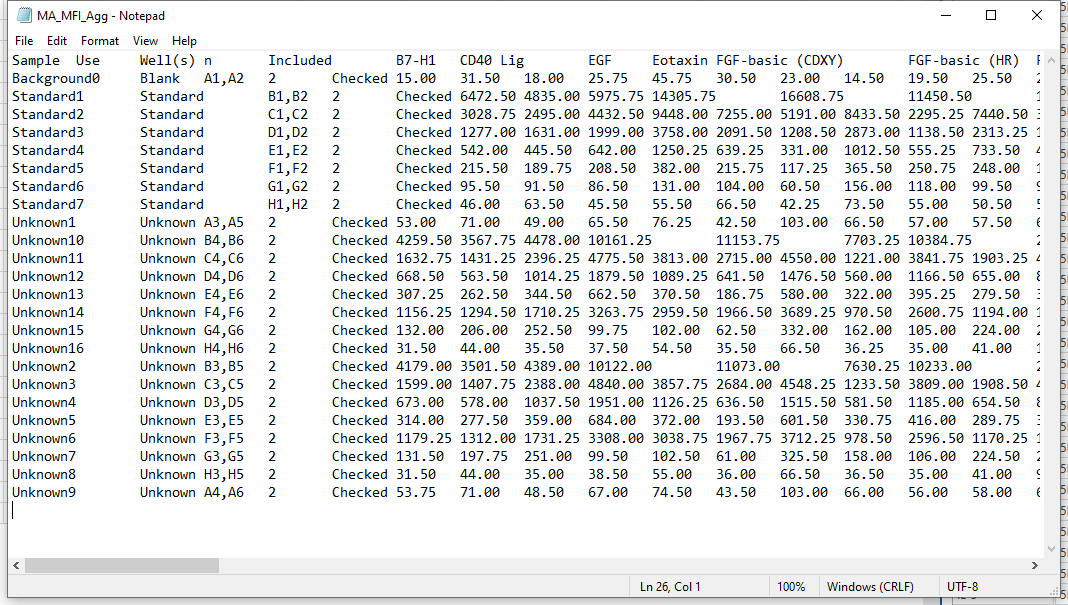 MA_MFI_Agg - Notepad
File Edit Format View Help
Sample Use Well(s) n Included B7-H1 CD40 Lig EGF Eotaxin FGF-basic (CDXY) FGF-basic (HR)
Background0 Blank A1,A2 2 Checked 15.00 31.50 18.00 25.75 45.75 30.50 23.00 14.50 19.50 25.50 2
Standard1 Standard B1,B2 2 Checked 6472.50 4835.00 5975.75 14305.75 16608.75 11450.50 1
Standard2 Standard C1,C2 2 Checked 3028.75 2495.00 4432.50 9448.00 7255.00 5191.00 8433.50 2295.25 7440.50 3
Standard3 Standard D1,D2 2 Checked 1277.00 1631.00 1999.00 3758.00 2091.50 1208.50 2873.00 1138.50 2313.25 1
Standard4 Standard E1,E2 2 Checked 542.00 445.50 642.00 1250.25 639.25 331.00 1012.50 555.25 733.50 4
Standard5 Standard F1,F2 2 Checked 215.50 189.75 208.50 382.00 215.75 117.25 365.50 250.75 248.00 1
Standard6 Standard G1,G2 2 Checked 95.50 91.50 86.50 131.00 104.00 60.50 156.00 118.00 99.50 9
Standard7 Standard H1,H2 2 Checked 46.00 63.50 45.50 55.50 66.50 42.25 73.50 55.00 50.50 5
Unknown1 Unknown A3,A5 2 Checked 53.00 71.00 49.00 65.50 76.25 42.50 103.00 66.50 57.00 57.50 6
Unknown10 Unknown B4,B6 2 Checked 4259.50 3567.75 4478.00 10161.25 11153.75 7703.25 10384.75 2
Unknown11 Unknown C4,C6 2 Checked 1632.75 1431.25 2396.25 4775.50 3813.00 2715.00 4550.00 1221.00 3841.75 1903.25 4
Unknown12 Unknown D4,D6 2 Checked 668.50 563.50 1014.25 1879.50 1089.25 641.50 1476.50 560.00 1166.50 655.00 8
Unknown13 Unknown E4,E6 2 Checked 307.25 262.50 344.50 662.50 370.50 186.75 580.00 322.00 395.25 279.50 3
Unknown14 Unknown F4,F6 2 Checked 1156.25 1294.50 1710.25 3263.75 2959.50 1966.50 3689.25 970.50 2600.75 1194.00 1
Unknown15 Unknown G4,G6 2 Checked 132.00 206.00 252.50 99.75 102.00 62.50 332.00 162.00 105.00 224.00 2
Unknown16 Unknown H4,H6 2 Checked 31.50 44.00 35.50 37.50 54.50 35.50 66.50 36.25 35.00 41.00 1
Unknown2 Unknown B3,B5 2 Checked 4179.00 3501.50 4389.00 10122.00 11073.00 7630.25 10233.00 2
Unknown3 Unknown C3,C5 2 Checked 1599.00 1407.75 2388.00 4840.00 3857.75 2684.00 4548.25 1233.50 3809.00 1908.50 4
Unknown4 Unknown D3,D5 2 Checked 673.00 578.00 1037.50 1951.00 1126.25 636.50 1515.50 581.50 1185.00 654.50 8
Unknown5 Unknown E3,E5 2 Checked 314.00 277.50 359.00 684.00 372.00 193.50 601.50 330.75 416.00 289.75 3
Unknown6 Unknown F3,F5 2 Checked 1179.25 1312.00 1731.25 3308.00 3038.75 1967.75 3712.25 978.50 2596.50 1170.25 1
Unknown7 Unknown G3,G5 2 Checked 131.50 197.75 251.00 99.50 102.50 61.00 325.50 158.00 106.00 224.50 2
Unknown8 Unknown H3,H5 2 Checked 31.50 44.00 35.00 38.50 55.00 36.00 66.50 36.50 35.00 41.00 9
Unknown9 Unknown A4,A6 2 Checked 53.75 71.00 48.50 67.00 74.50 43.50 103.00 66.00 56.00 58.00 6
Ln 26, Col 1 100% Windows (CRLF) UTF-8